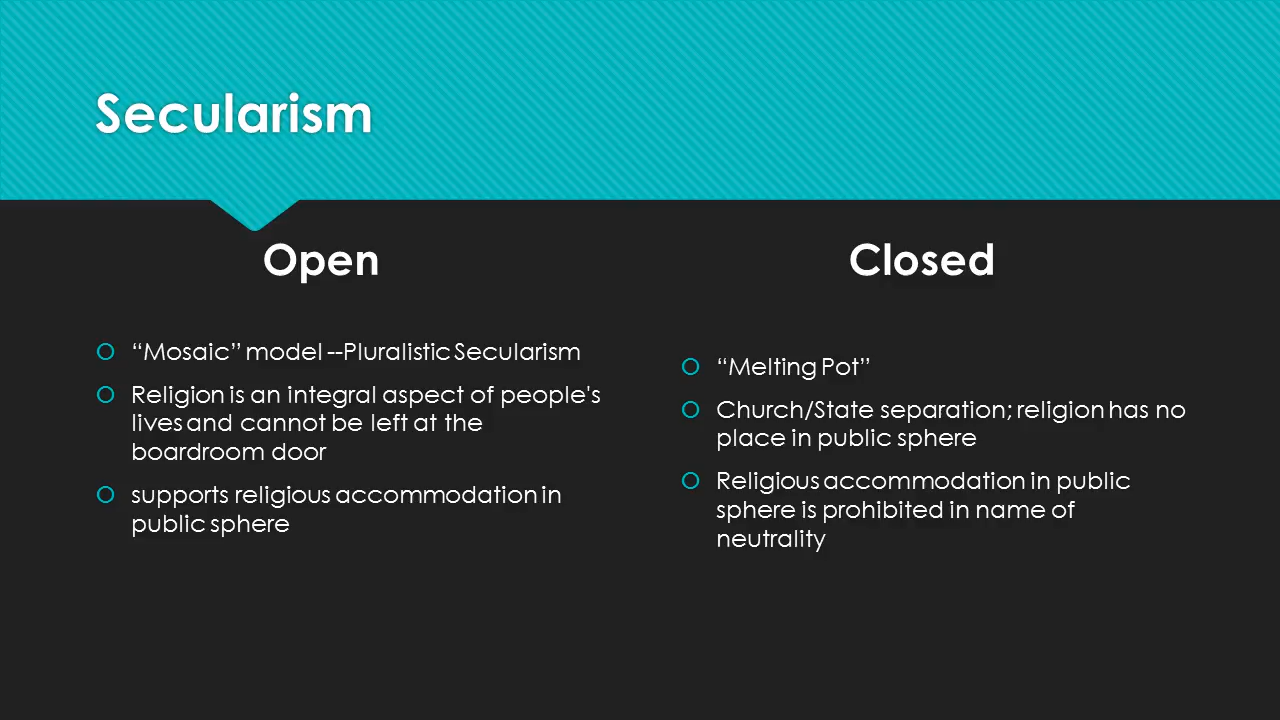 Secularism
Open
“Mosaic” model --Pluralistic Secularism
Religion is an integral aspect of people's
lives and cannot be left at the
boardroom door
supports religious accommodation in
public sphere
Closed
“Melting Pot”
Church/State separation; religion has no
place in public sphere
Religious accommodation in public
sphere is prohibited in name of
neutrality